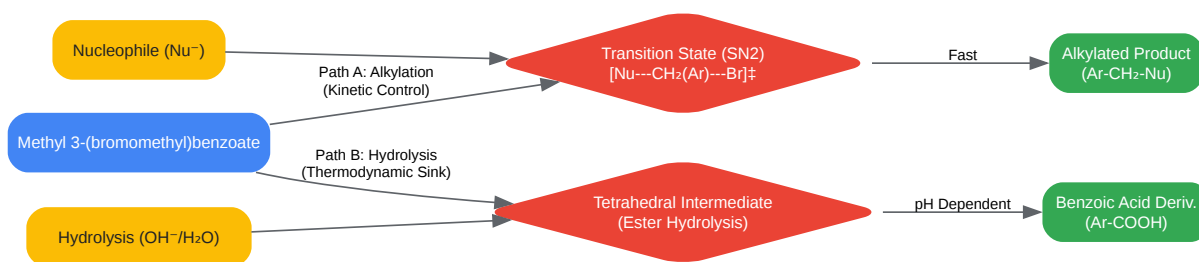 Nucleophile (Nu⁻)
Transition State (SN2)
[Nu---CH₂(Ar)---Br]‡
Fast
Alkylated Product
(Ar-CH₂-Nu)
Path A: Alkylation
(Kinetic Control)
Methyl 3-(bromomethyl)benzoate
Path B: Hydrolysis
(Thermodynamic Sink)
Tetrahedral Intermediate
(Ester Hydrolysis)
pH Dependent
Benzoic Acid Deriv.
(Ar-COOH)
Hydrolysis (OH⁻/H₂O)